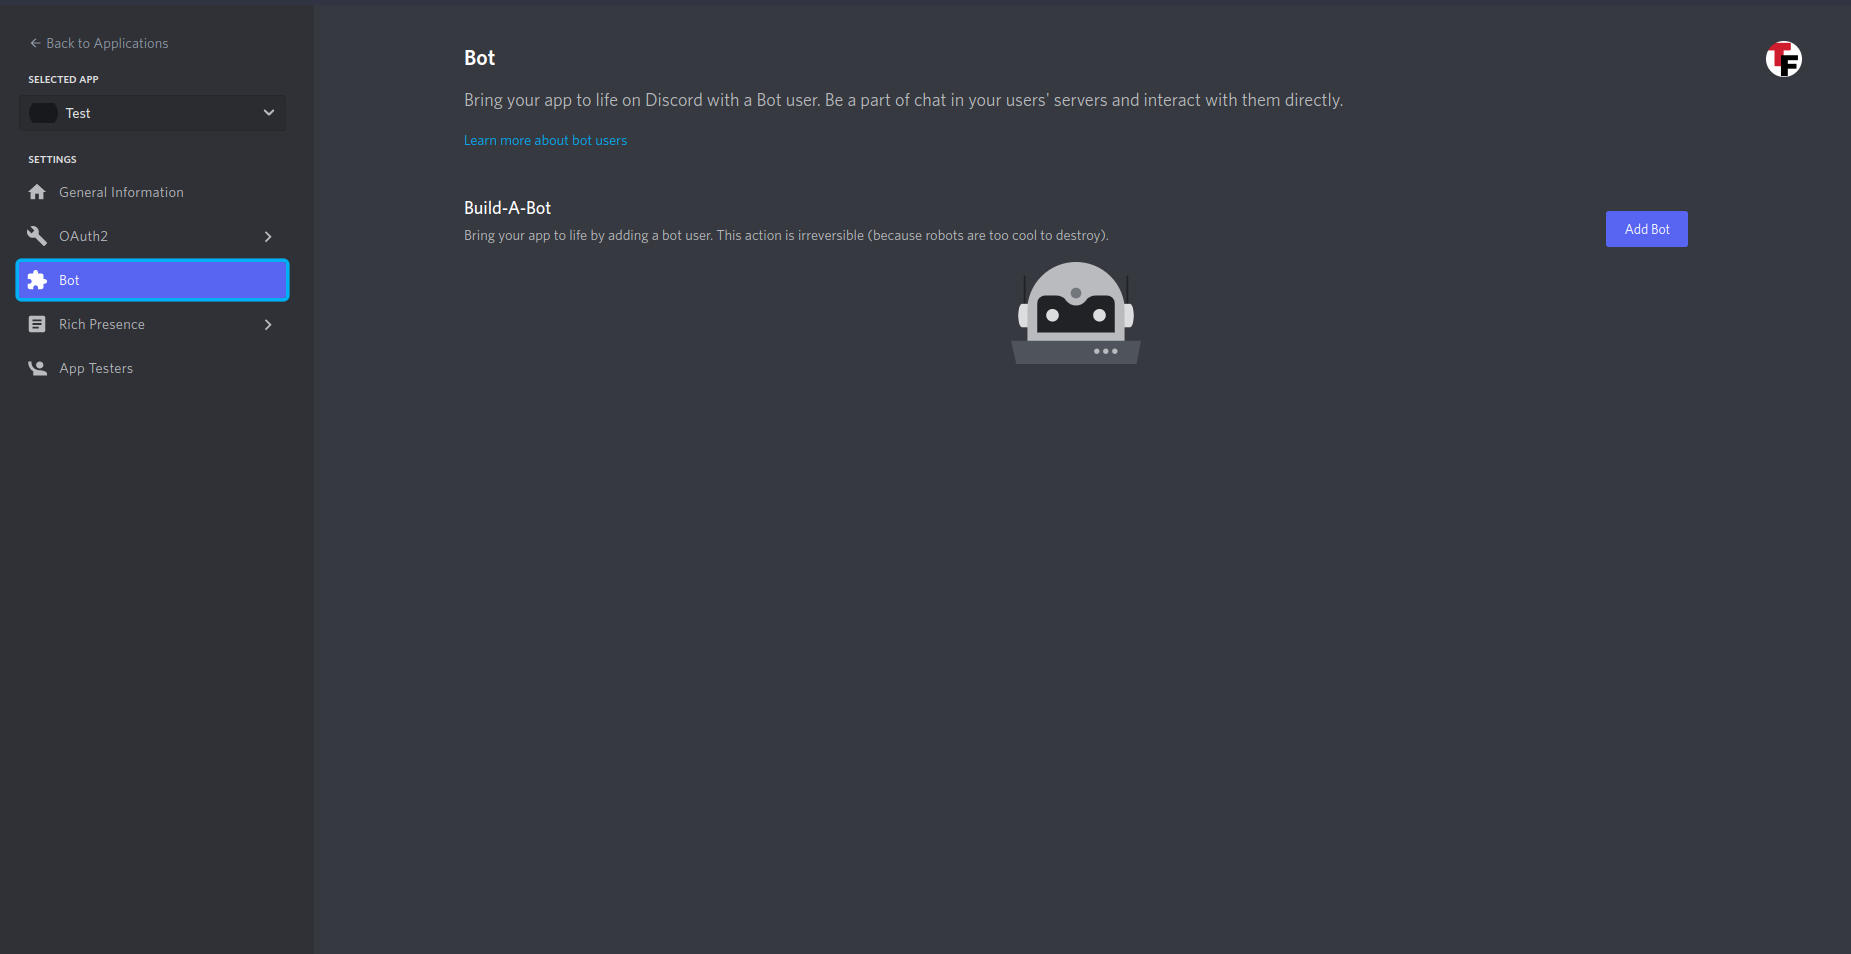 Back to Applications
SELECTED APP
Test
SETTINGS
General Information
OAuth2
Bot
Rich Presence
App Testers
Bot
Bring your app to life on Discord with a Bot user. Be a part of chat in your users' servers and interact with them directly.
Learn more about bot users
Build-A-Bot
Bring your app to life by adding a bot user. This action is irreversible (because robots are too cool to destroy).
Add Bot
TF